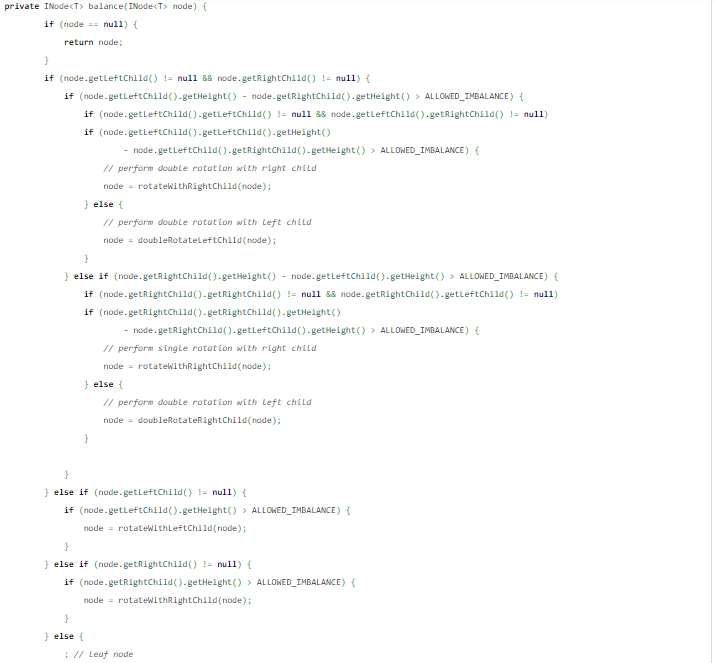 private INode<T> balance(INode<T> node) {
if (node == null) {
return node;
}
if (node.getLeftChild() != null && node.getRightChild() != null) {
if (node.getLeftChild().getHeight() - node.getRightChild().getHeight() > ALLOWED_IMBALANCE) {
if (node.getLeftChild().getLeftChild() != null && node.getLeftChild().getRightChild() != null)
if (node.getLeftChild().getLeftChild().getHeight()
- node.getLeftChild().getRightChild().getHeight() > ALLOWED_IMBALANCE) {
// perform double rotation with right child
node = rotateWithRightChild(node);
} else {
// perform double rotation with left child
node = doubleRotateLeftChild(node);
}
} else if (node.getRightChild().getHeight() - node.getLeftChild().getHeight() > ALLOWED_IMBALANCE) {
if (node.getRightChild().getRightChild() != null && node.getRightChild().getLeftChild() != null)
if (node.getRightChild().getRightChild().getHeight()
- node.getRightChild().getLeftChild().getHeight() > ALLOWED_IMBALANCE) {
// perform single rotation with right child
node = rotateWithRightChild(node);
} else {
// perform double rotation with left child
node = doubleRotateRightChild(node);
}
}
} else if (node.getLeftChild() != null) {
if (node.getLeftChild().getHeight() > ALLOWED_IMBALANCE) {
node = rotateWithLeftChild(node);
}
} else if (node.getRightChild() != null) {
if (node.getRightChild().getHeight() > ALLOWED_IMBALANCE) {
node = rotateWithRightChild(node);
}
} else {
; // leaf node